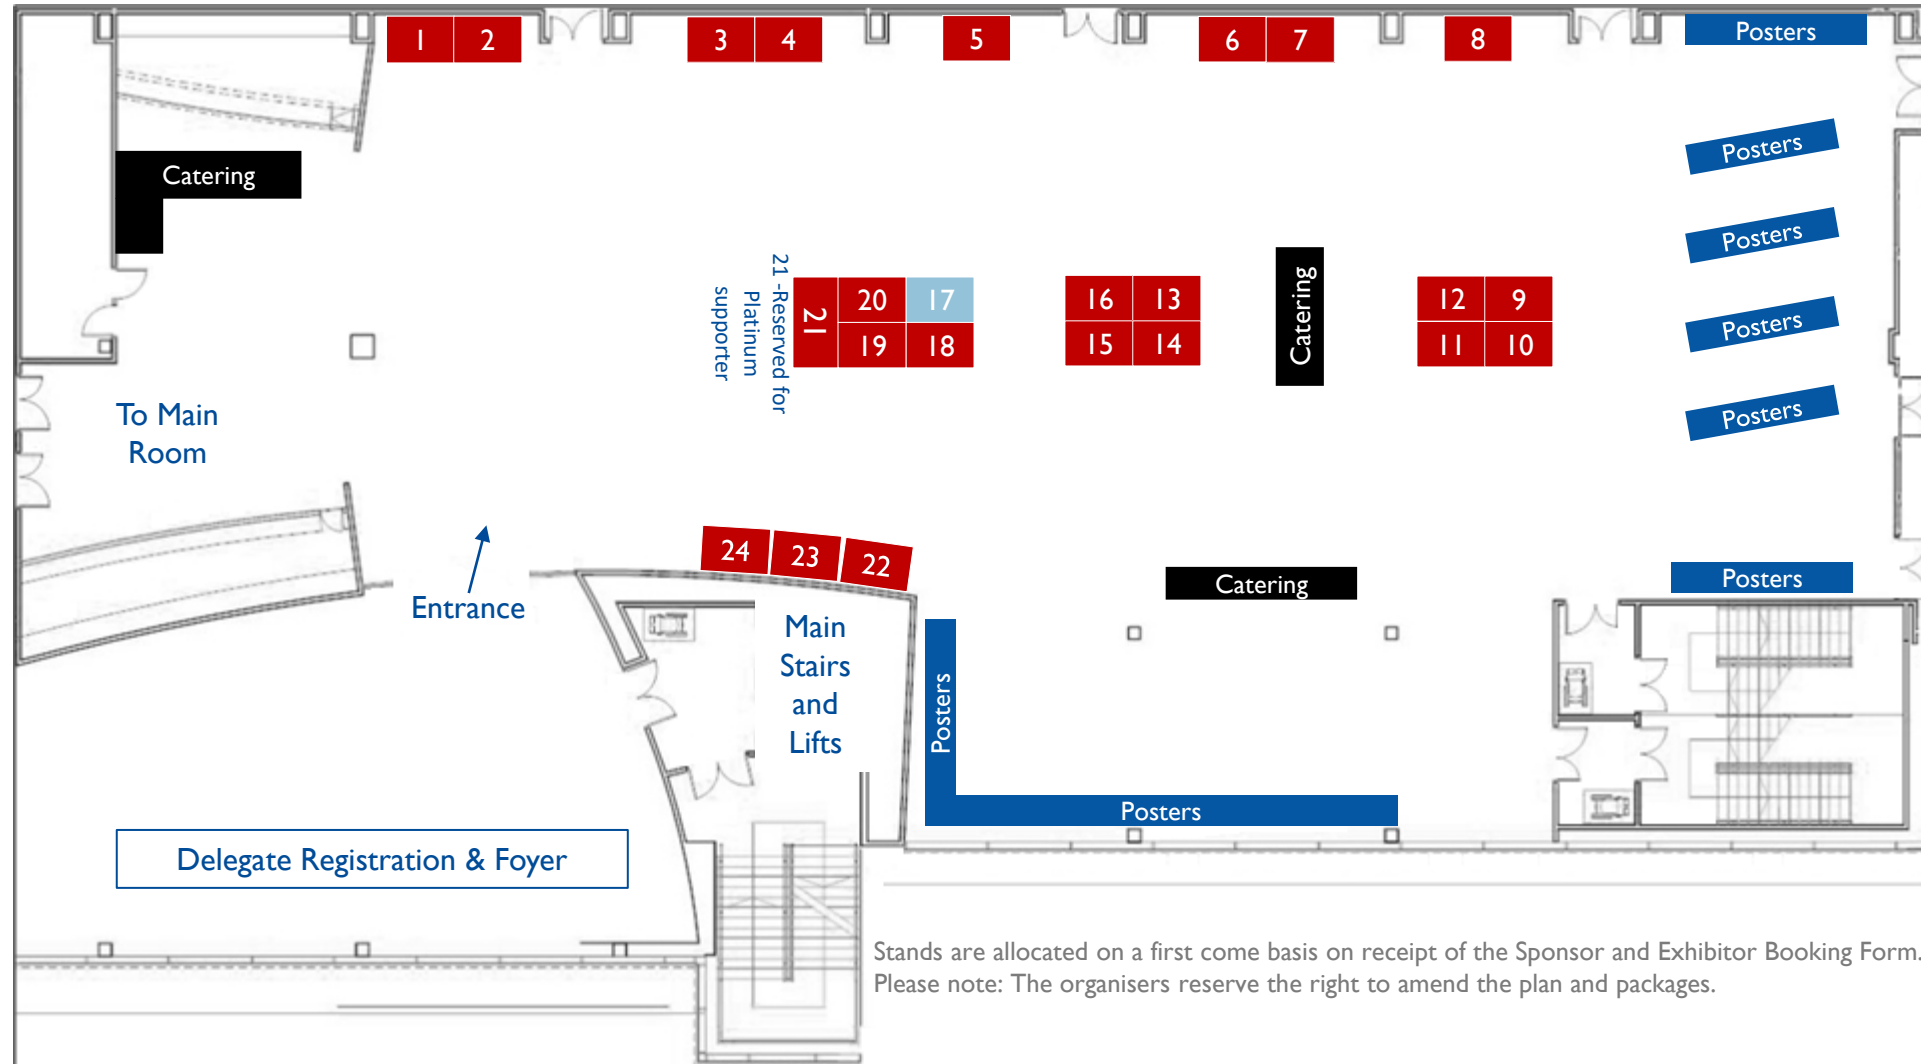 1 2 3 4 5 6 7 8 Posters
Posters
Catering
Posters
21 -Reserved for
Platinum
supporter
21
20 17
19 18
16 13
15 14
Catering
12 9
11 10
Posters
Posters
To Main
Room
24 23 22
Entrance
Catering
Posters
Main
Stairs
and
Lifts
Posters
Posters
Delegate Registration & Foyer
Stands are allocated on a first come basis on receipt of the Sponsor and Exhibitor Booking Form.
Please note: The organisers reserve the right to amend the plan and packages.